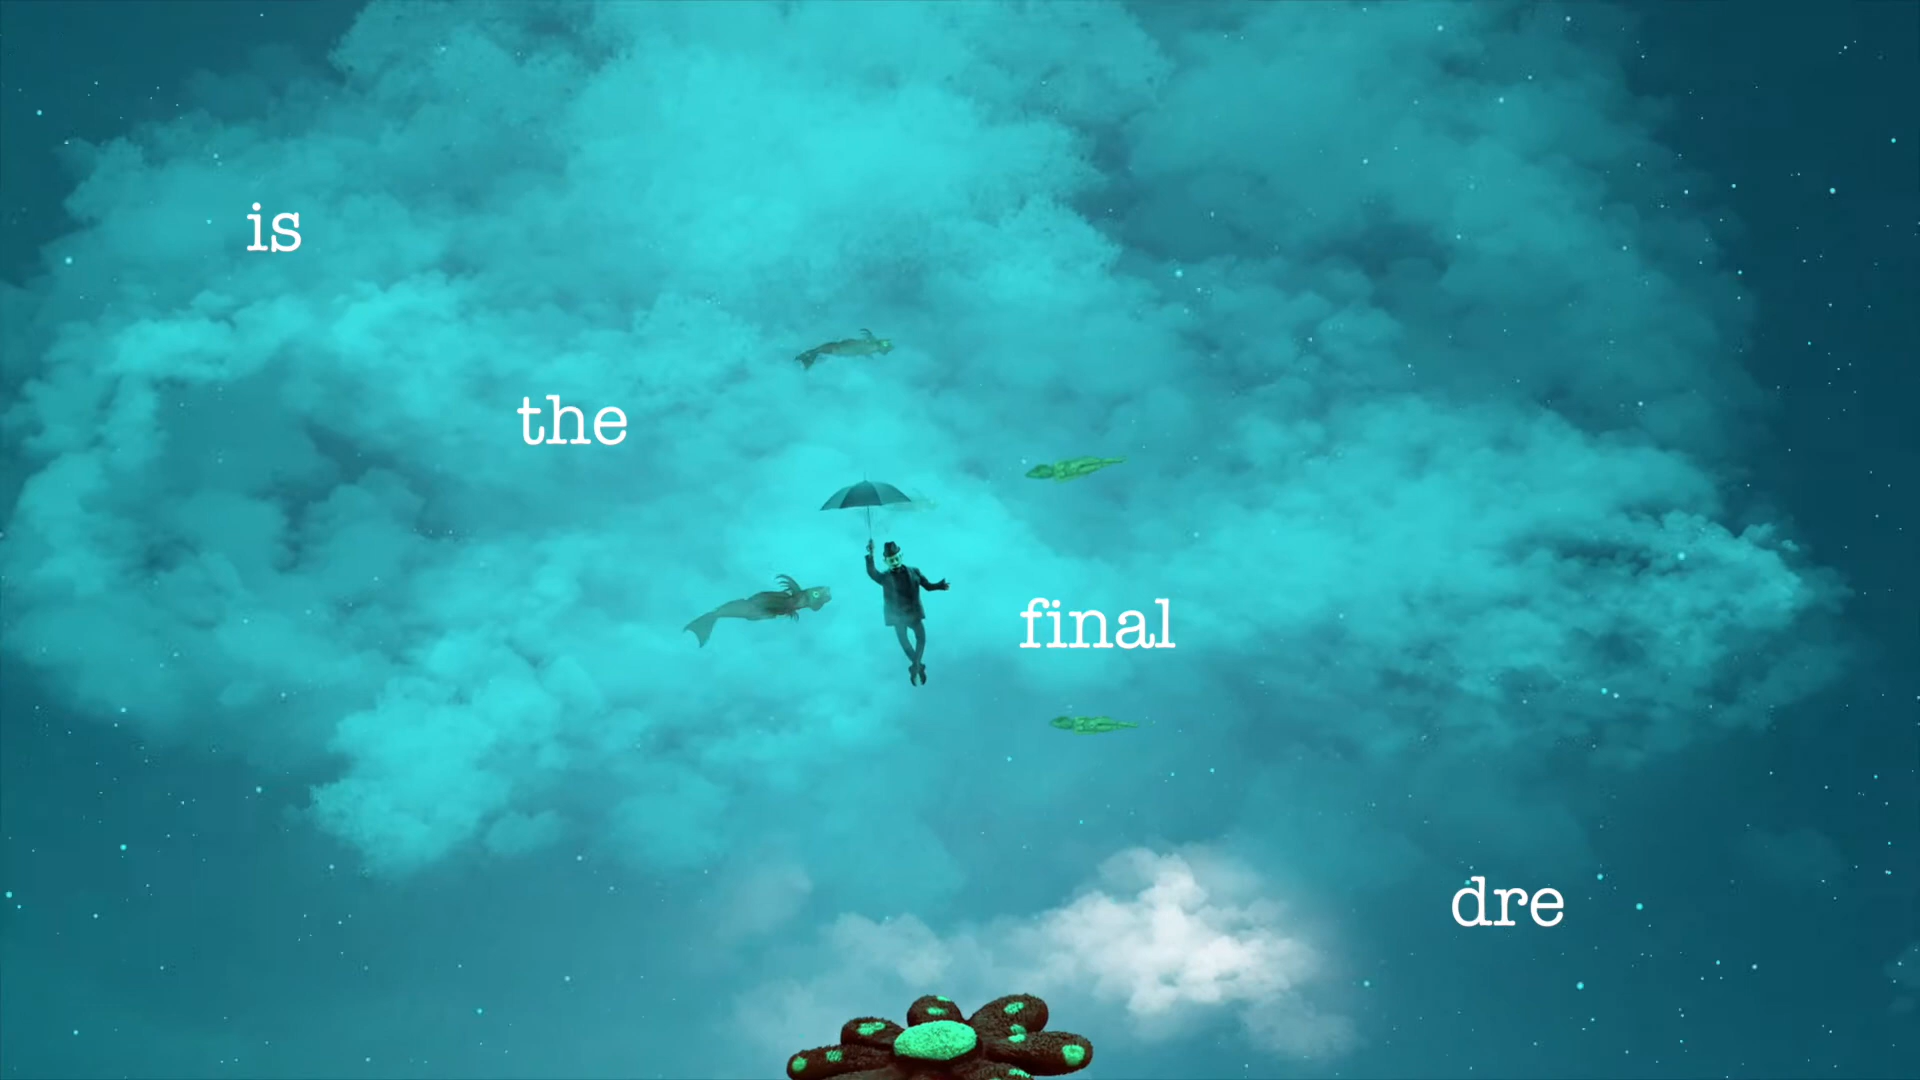 is
the
final
dre